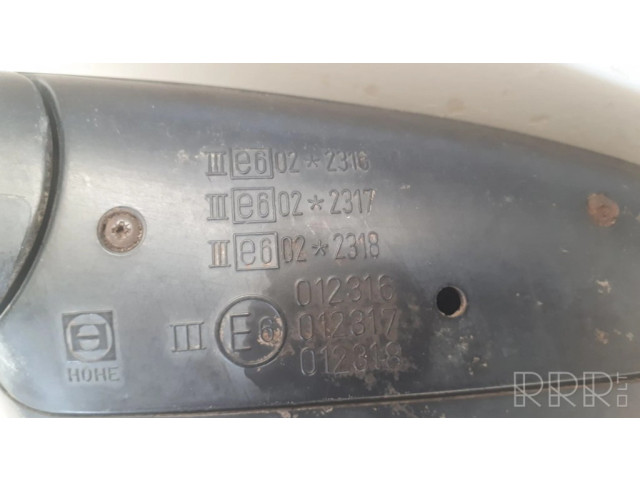 III e6 02 * 2316
III e6 02 * 2317
III e6 02 * 2318
012316
III E6 012317
012318
HOHE
RRR.LT